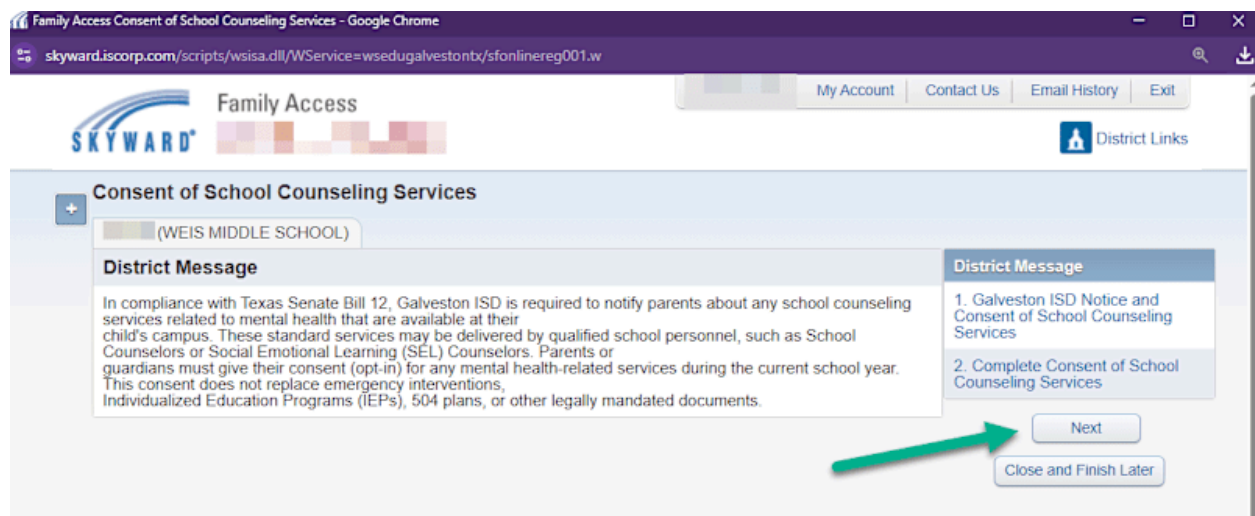 Family Access Consent of School Counseling Services - Google Chrome
skyward.iscorp.com/scripts/wsisa.dll/WService=wsedugalvestontx/sfonlinereg001.w
My Account Contact Us Email History Exit
SKYWARD® Family Access
District Links
Consent of School Counseling Services
(WEIS MIDDLE SCHOOL)
District Message
In compliance with Texas Senate Bill 12, Galveston ISD is required to notify parents about any school counseling
services related to mental health that are available at their
child's campus. These standard services may be delivered by qualified school personnel, such as School
Counselors or Social Emotional Learning (SEL) Counselors. Parents or
guardians must give their consent (opt-in) for any mental health-related services during the current school year.
This consent does not replace emergency interventions,
Individualized Education Programs (IEPs), 504 plans, or other legally mandated documents.
District Message
1. Galveston ISD Notice and
Consent of School Counseling
Services
2. Complete Consent of School
Counseling Services
Next
Close and Finish Later